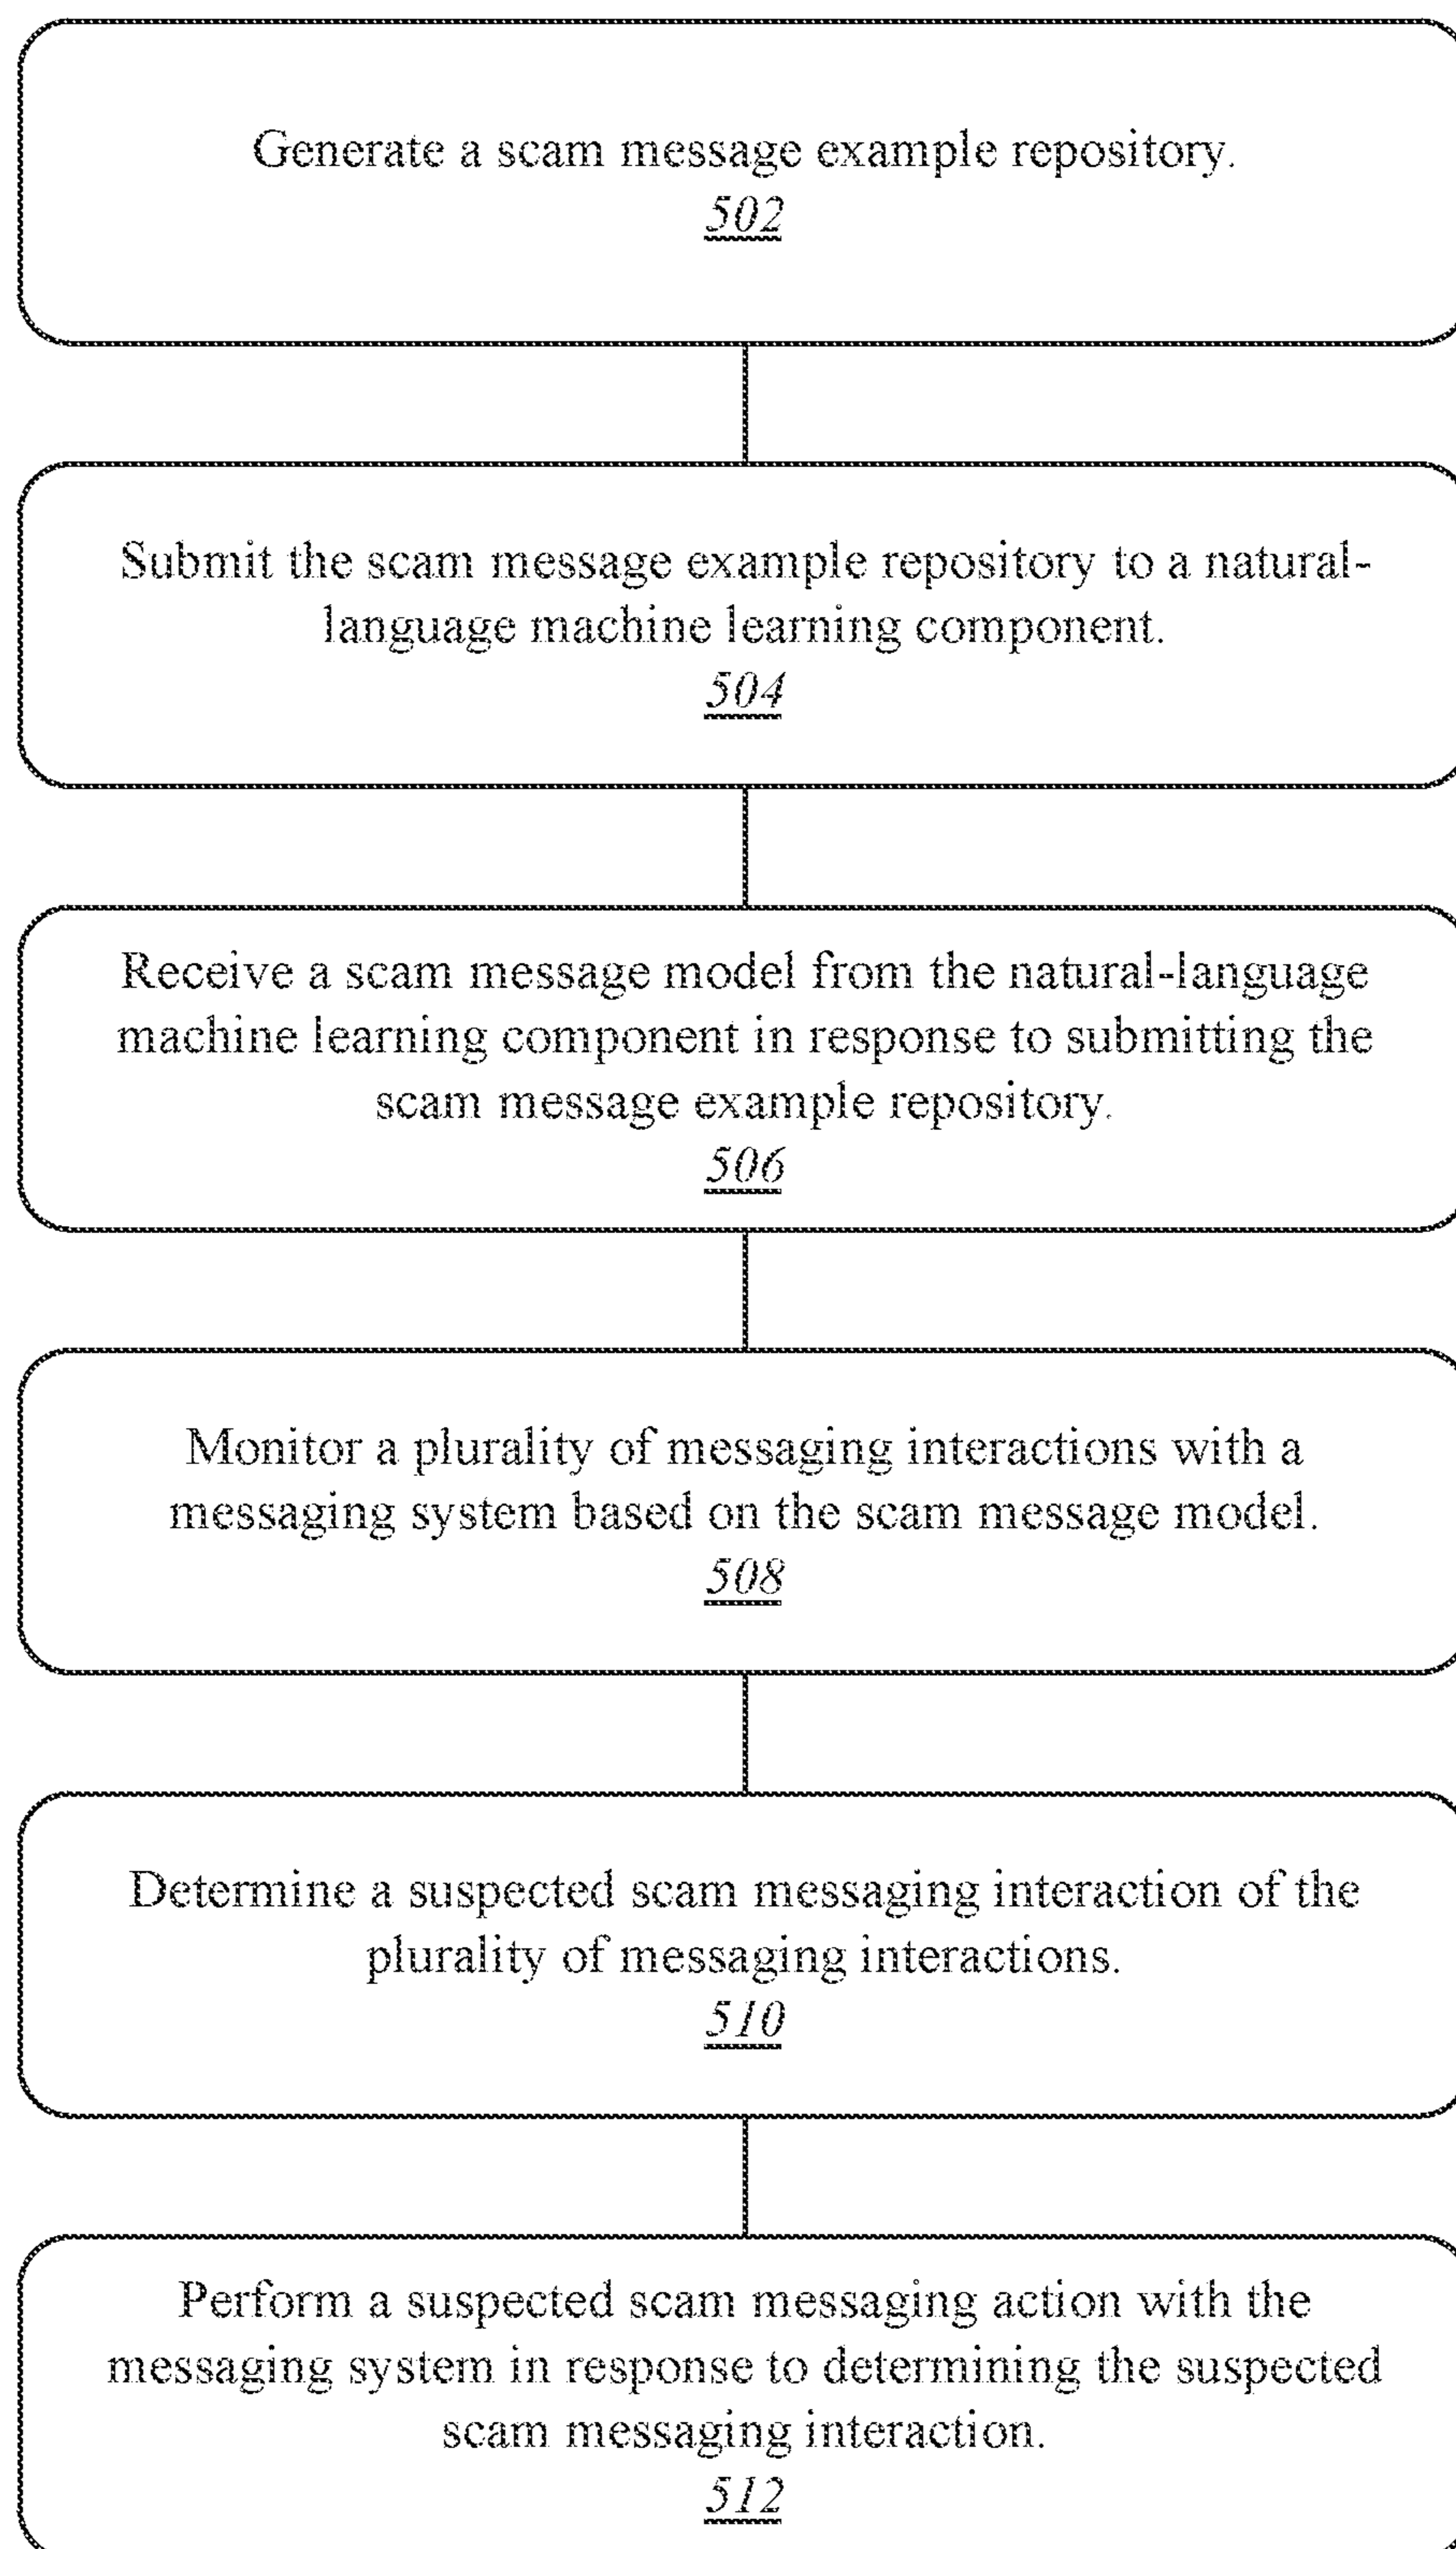 Generate a scam message example repository.
502
Submit the scam message example repository to a natural-
language machine learning component.
504
Receive a scam message model from the natural-language
machine learning component in response to submitting the
scam message example repository.
506
Monitor a plurality of messaging interactions with a
messaging system based on the scam message model.
508
Determine a suspected scam messaging interaction of the
plurality of messaging interactions.
510
Perform a suspected scam messaging action with the
messaging system in response to determining the suspected
scam messaging interaction.
512